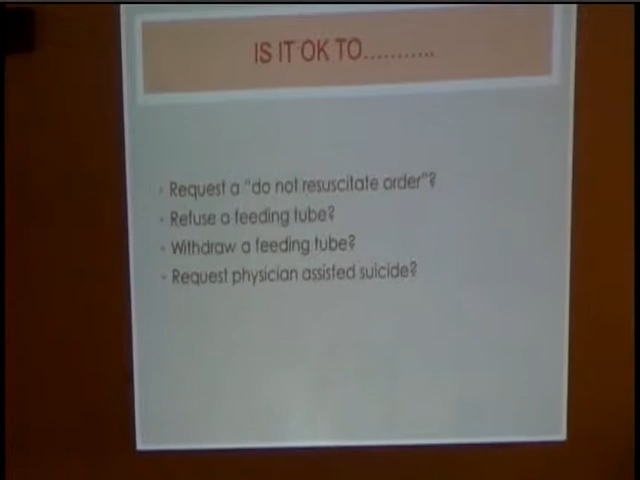 IS IT OK TO...........
- Request a "do not resuscitate order"?
- Refuse a feeding tube?
- Withdraw a feeding tube?
- Request physician assisted suicide?